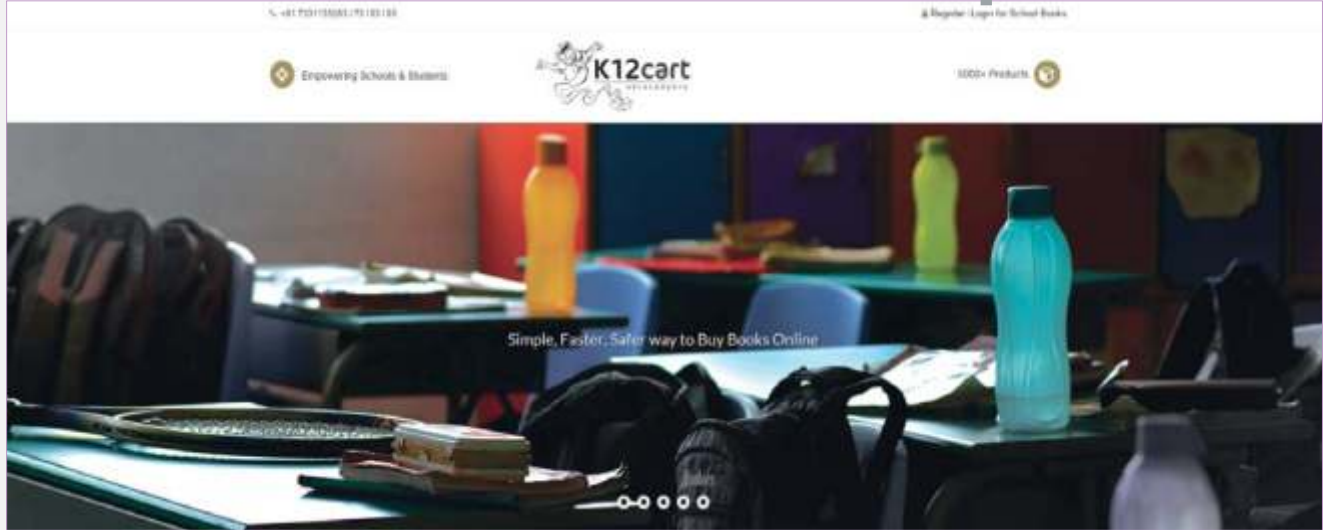 Register / Login for School Books
Empowering Schools & Students
K12cart
5000+ Products
Simple, Faster, Safer way to Buy Books Online